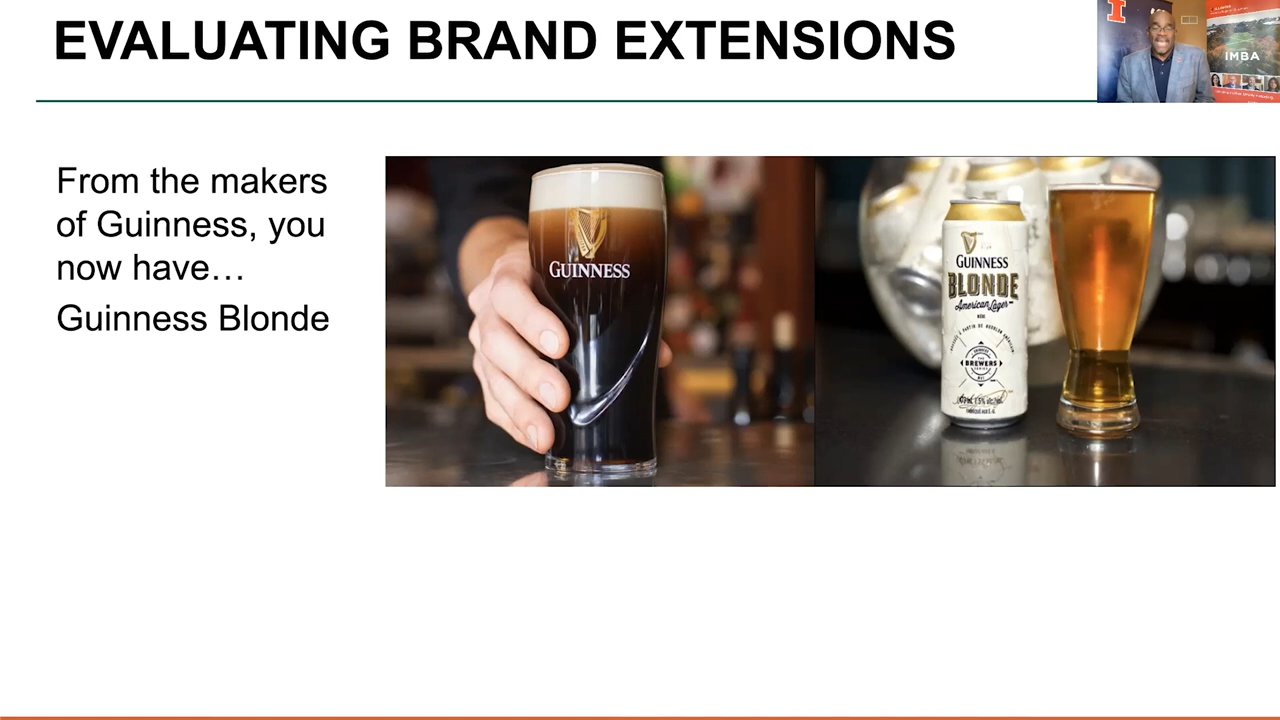 EVALUATING BRAND EXTENSIONS
I
IMBA
From the makers
of Guinness, you
now have…
Guinness Blonde
GUINNESS
GUINNESS
BLONDE
American Lager
BREWERS